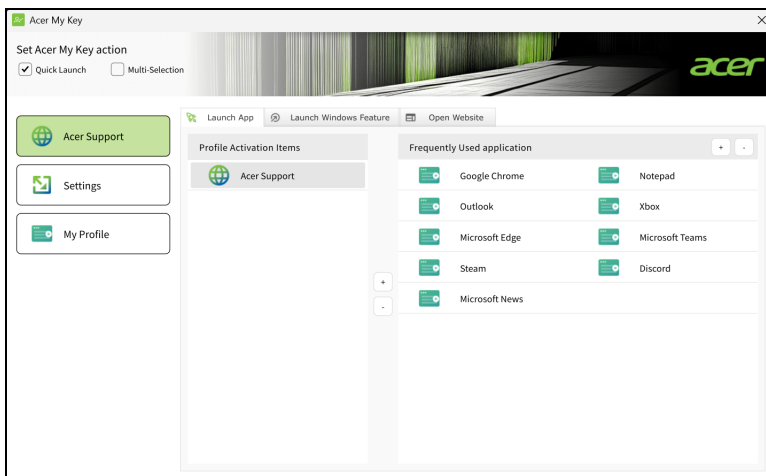 Acer My Key
Set Acer My Key action
Quick Launch Multi-Selection
acer
Acer Support
Settings
My Profile
Launch App Launch Windows Feature Open Website
Profile Activation Items
Acer Support
+
-
Frequently Used application + -
Google Chrome Notepad
Outlook Xbox
Microsoft Edge Microsoft Teams
Steam Discord
Microsoft News